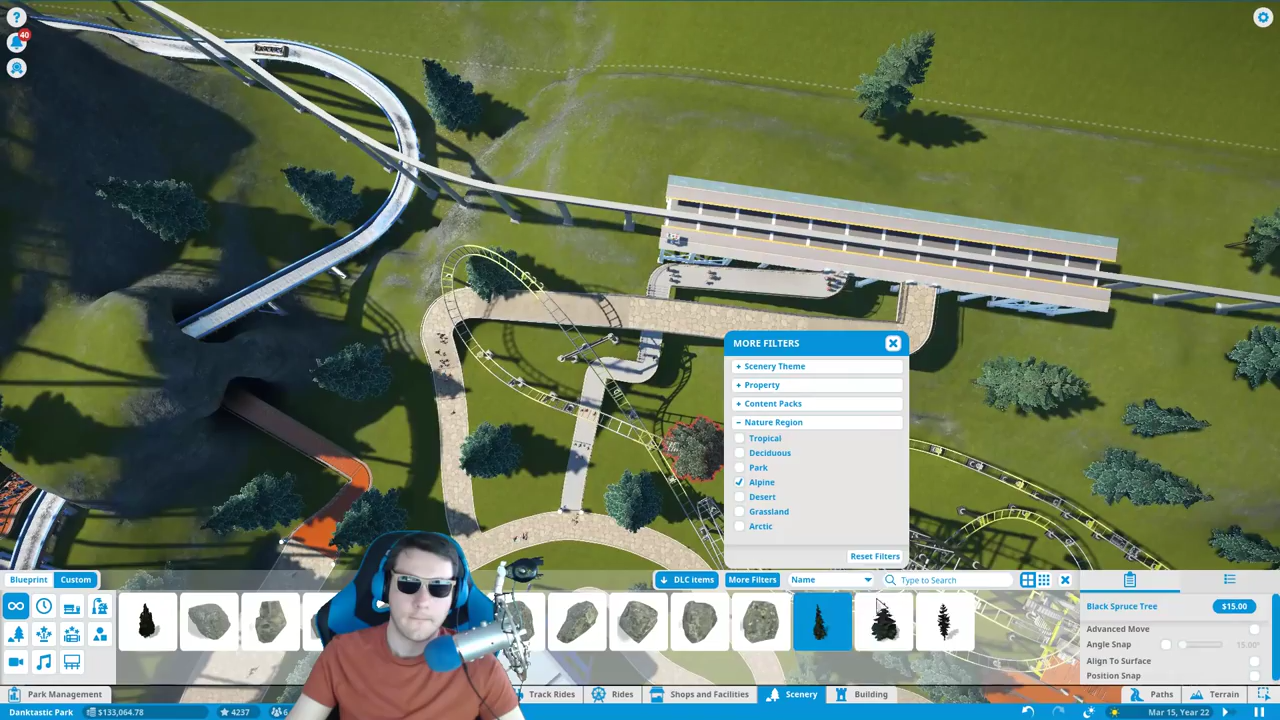 ?
40
MORE FILTERS
+ Scenery Theme
+ Property
+ Content Packs
− Nature Region
Tropical
Deciduous
Park
Alpine
Desert
Grassland
Arctic
Reset Filters
Blueprint Custom
DLC items More Filters Name Type to Search
Black Spruce Tree $15.00
Advanced Move
Angle Snap 15.00°
Align To Surface
Position Snap
Park Management Track Rides Rides Shops and Facilities Scenery Building Paths Terrain
Danktastic Park $133,064.78 4237 6 Mar 15, Year 22